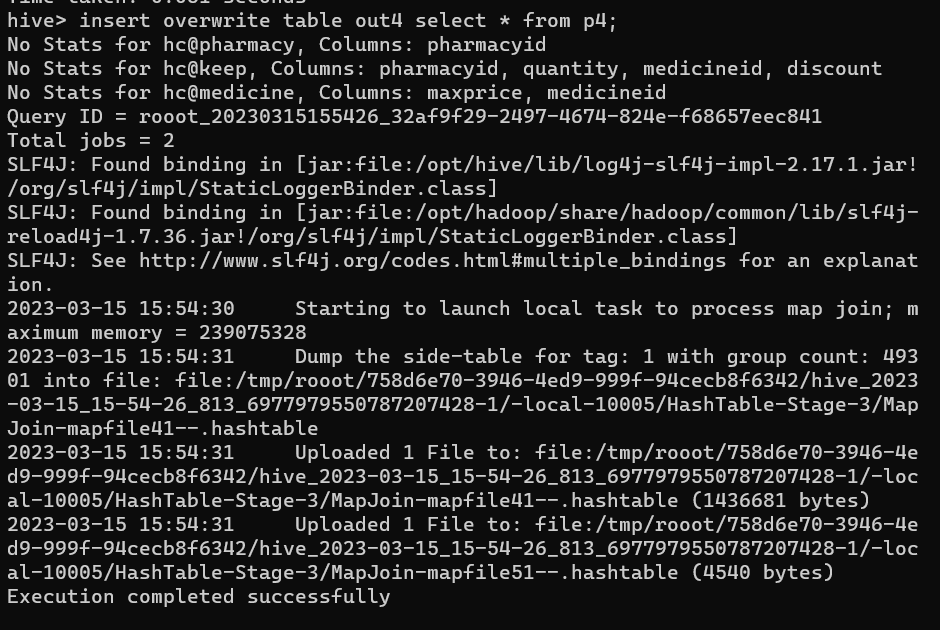 Time taken: 0.081 seconds
hive> insert overwrite table out4 select * from p4;
No Stats for hc@pharmacy, Columns: pharmacyid
No Stats for hc@keep, Columns: pharmacyid, quantity, medicineid, discount
No Stats for hc@medicine, Columns: maxprice, medicineid
Query ID = rooot_20230315155426_32af9f29-2497-4674-824e-f68657eec841
Total jobs = 2
SLF4J: Found binding in [jar:file:/opt/hive/lib/log4j-slf4j-impl-2.17.1.jar!
/org/slf4j/impl/StaticLoggerBinder.class]
SLF4J: Found binding in [jar:file:/opt/hadoop/share/hadoop/common/lib/slf4j-
reload4j-1.7.36.jar!/org/slf4j/impl/StaticLoggerBinder.class]
SLF4J: See http://www.slf4j.org/codes.html#multiple_bindings for an explanat
ion.
2023-03-15 15:54:30     Starting to launch local task to process map join; m
aximum memory = 239075328
2023-03-15 15:54:31     Dump the side-table for tag: 1 with group count: 493
01 into file: file:/tmp/rooot/758d6e70-3946-4ed9-999f-94cecb8f6342/hive_2023
-03-15_15-54-26_813_6977979550787207428-1/-local-10005/HashTable-Stage-3/Map
Join-mapfile41--.hashtable
2023-03-15 15:54:31     Uploaded 1 File to: file:/tmp/rooot/758d6e70-3946-4e
d9-999f-94cecb8f6342/hive_2023-03-15_15-54-26_813_6977979550787207428-1/-loc
al-10005/HashTable-Stage-3/MapJoin-mapfile41--.hashtable (1436681 bytes)
2023-03-15 15:54:31     Uploaded 1 File to: file:/tmp/rooot/758d6e70-3946-4e
d9-999f-94cecb8f6342/hive_2023-03-15_15-54-26_813_6977979550787207428-1/-loc
al-10005/HashTable-Stage-3/MapJoin-mapfile51--.hashtable (4540 bytes)
Execution completed successfully